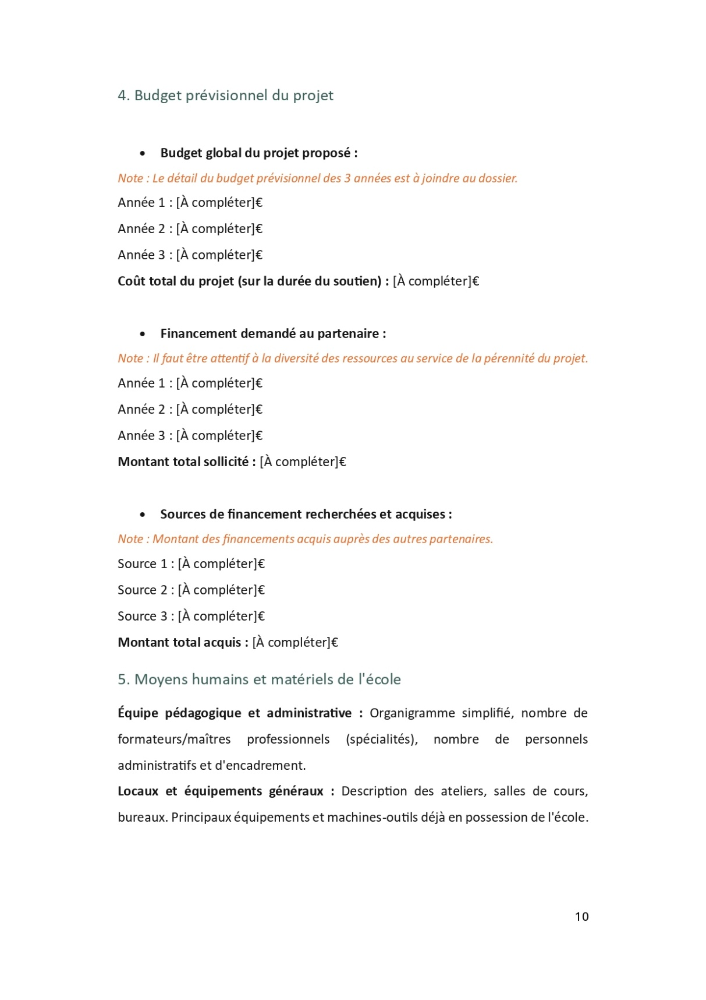 4. Budget prévisionnel du projet
• Budget global du projet proposé :
Note : Le détail du budget prévisionnel des 3 années est à joindre au dossier.
Année 1 : [À compléter]€
Année 2 : [À compléter]€
Année 3 : [À compléter]€
Coût total du projet (sur la durée du soutien) : [À compléter]€
• Financement demandé au partenaire :
Note : Il faut être attentif à la diversité des ressources au service de la pérennité du projet.
Année 1 : [À compléter]€
Année 2 : [À compléter]€
Année 3 : [À compléter]€
Montant total sollicité : [À compléter]€
• Sources de financement recherchées et acquises :
Note : Montant des financements acquis auprès des autres partenaires.
Source 1 : [À compléter]€
Source 2 : [À compléter]€
Source 3 : [À compléter]€
Montant total acquis : [À compléter]€
5. Moyens humains et matériels de l'école
Équipe pédagogique et administrative : Organigramme simplifié, nombre de
formateurs/maîtres professionnels (spécialités), nombre de personnels
administratifs et d'encadrement.
Locaux et équipements généraux : Description des ateliers, salles de cours,
bureaux. Principaux équipements et machines-outils déjà en possession de l'école.
10